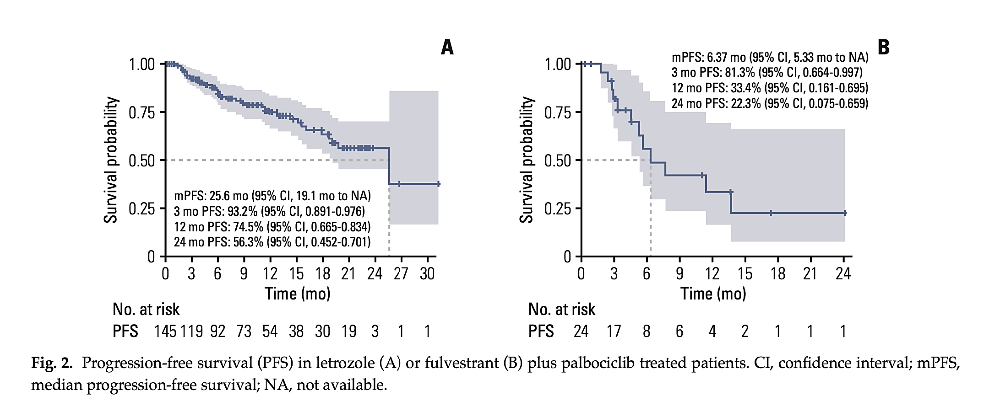 A
1.00
0.75
0.50
0.25
0
Survival probability
mPFS: 25.6 mo (95% CI, 19.1 mo to NA)
3 mo PFS: 93.2% (95% CI, 0.891-0.976)
12 mo PFS: 74.5% (95% CI, 0.665-0.834)
24 mo PFS: 56.3% (95% CI, 0.452-0.701)
0 3 6 9 12 15 18 21 24 27 30
Time (mo)
No. at risk
PFS 145 119 92 73 54 38 30 19 3 1 1
B
mPFS: 6.37 mo (95% CI, 5.33 mo to NA)
3 mo PFS: 81.3% (95% CI, 0.664-0.997)
12 mo PFS: 33.4% (95% CI, 0.161-0.695)
24 mo PFS: 22.3% (95% CI, 0.075-0.659)
1.00
0.75
0.50
0.25
0
Survival probability
0 3 6 9 12 15 18 21 24
Time (mo)
No. at risk
PFS 24 17 8 6 4 2 1 1 1
Fig. 2. Progression-free survival (PFS) in letrozole (A) or fulvestrant (B) plus palbociclib treated patients. CI, confidence interval; mPFS,
median progression-free survival; NA, not available.